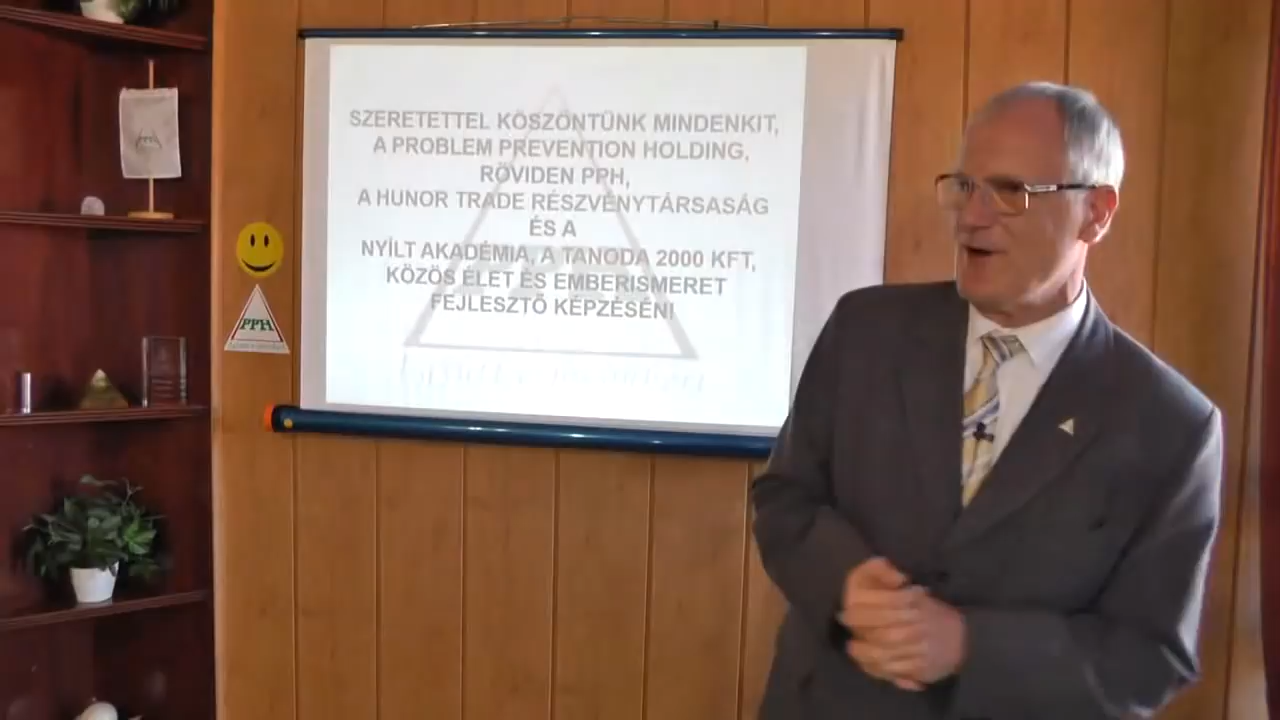 SZERETETTEL KÖSZÖNTÜNK MINDENKIT,
A PROBLEM PREVENTION HOLDING,
RÖVIDEN PPH,
A HUNOR TRADE RÉSZVÉNYTÁRSASÁG
ÉS A
NYÍLT AKADÉMIA, A TANODA 2000 KFT,
KÖZÖS ÉLET ÉS EMBERISMERET
FEJLESZTŐ KÉPZÉSÉN!
PPH